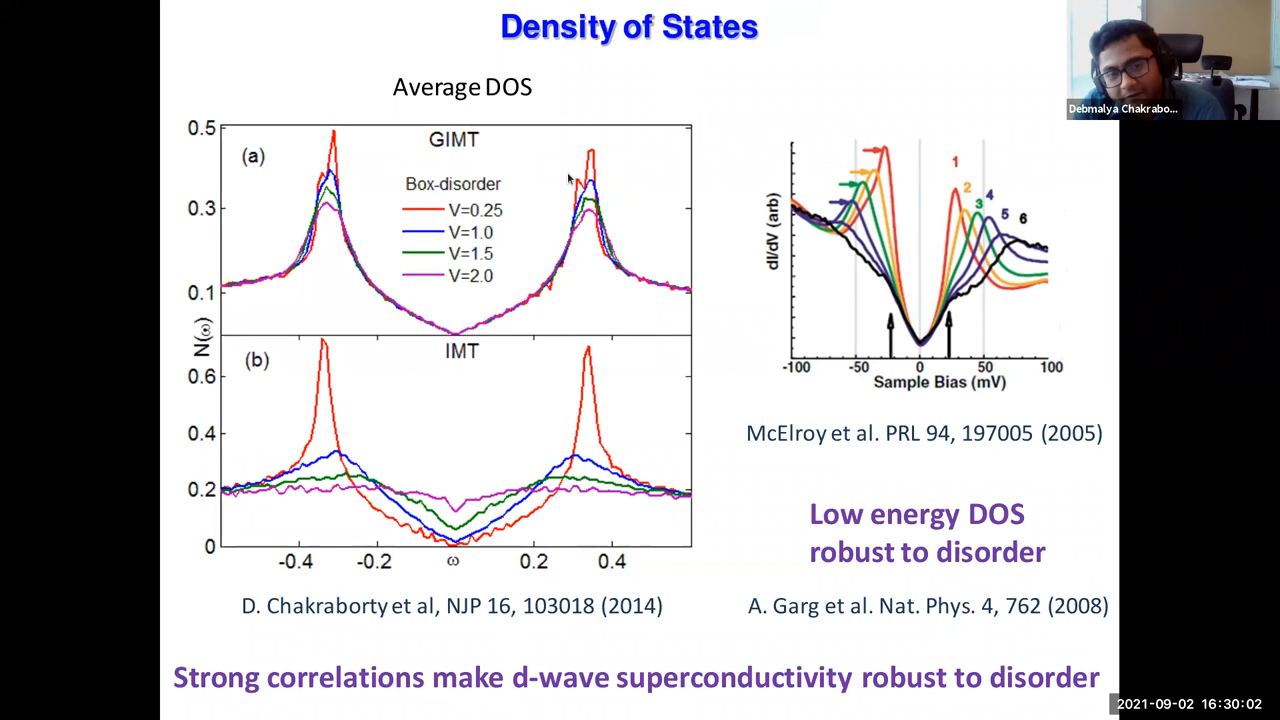 Density of States
Debmalya Chakrabo...
Average DOS
0.5
0.3
0.1
(a)
GIMT
Box-disorder
V=0.25
V=1.0
V=1.5
V=2.0
N(ω)
(b)
IMT
0.6
0.4
0.2
0
-0.4
-0.2
ω
0.2
0.4
dI/dV (arb)
1
2
3
4
5
6
-100
-50
0
50
100
Sample Bias (mV)
McElroy et al. PRL 94, 197005 (2005)
Low energy DOS
robust to disorder
D. Chakraborty et al, NJP 16, 103018 (2014)
A. Garg et al. Nat. Phys. 4, 762 (2008)
Strong correlations make d-wave superconductivity robust to disorder
2021-09-02 16:30:02